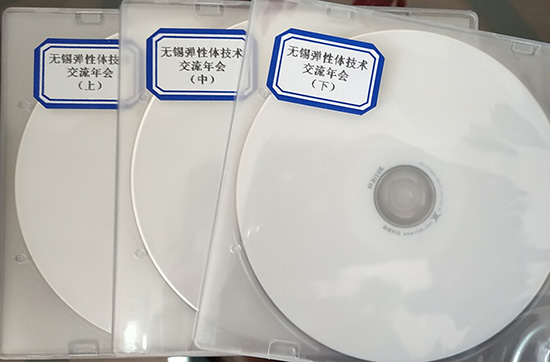 无锡弹性体技术
交流年会
（上）
无锡弹性体技术
交流年会
（中）
无锡弹性体技术
交流年会
（下）